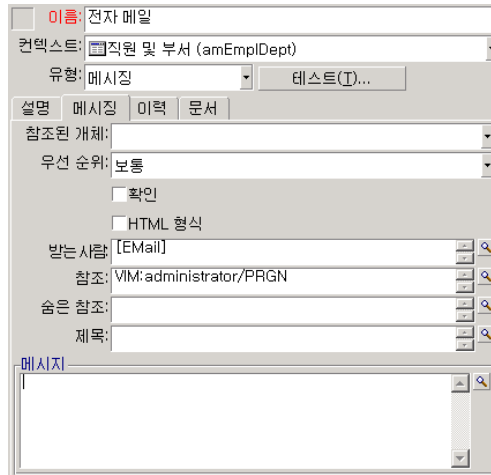 이름: 전자 메일
컨텍스트: 직원 및 부서 (amEmplDept)
유형: 메시징 테스트(T)...
설명 메시징 이력 문서
참조된 개체:
우선 순위: 보통
확인
HTML 형식
받는 사람: [EMail]
참조: VIM:administrator/PRGN
숨은 참조:
제목:
메시지